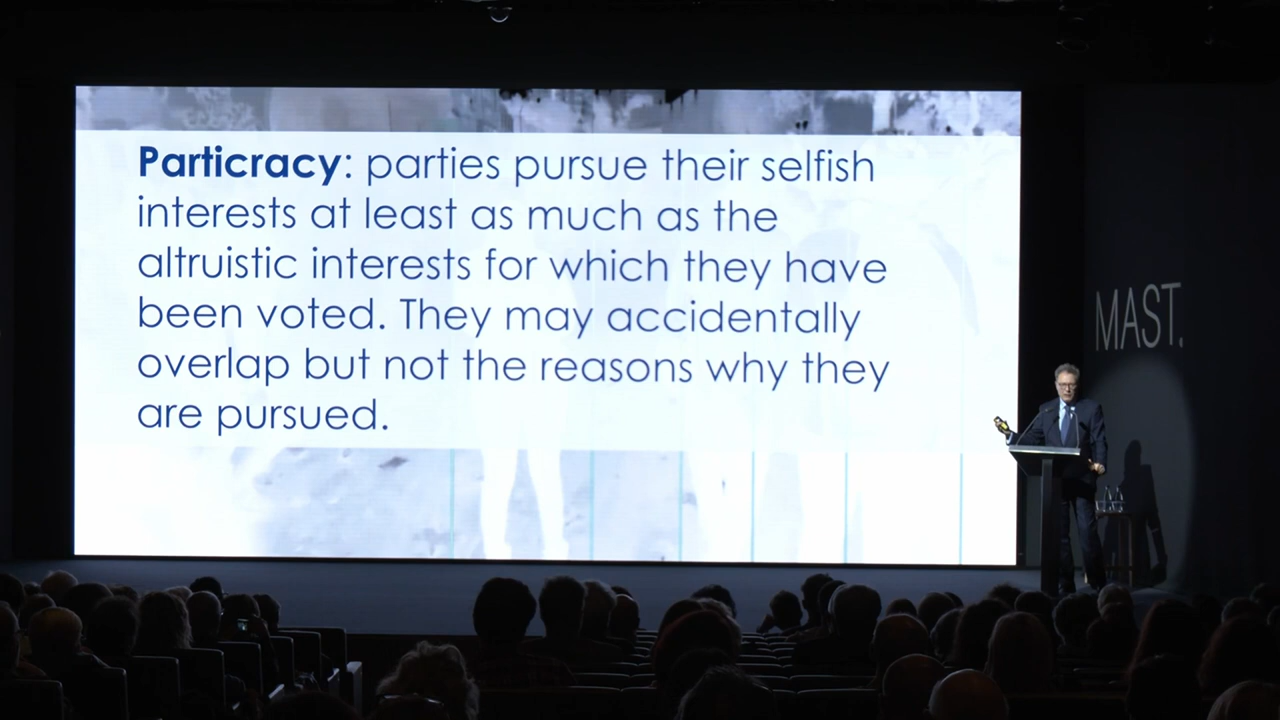 Particracy: parties pursue their selfish
interests at least as much as the
altruistic interests for which they have
been voted. They may accidentally
overlap but not the reasons why they
are pursued.
MAST.